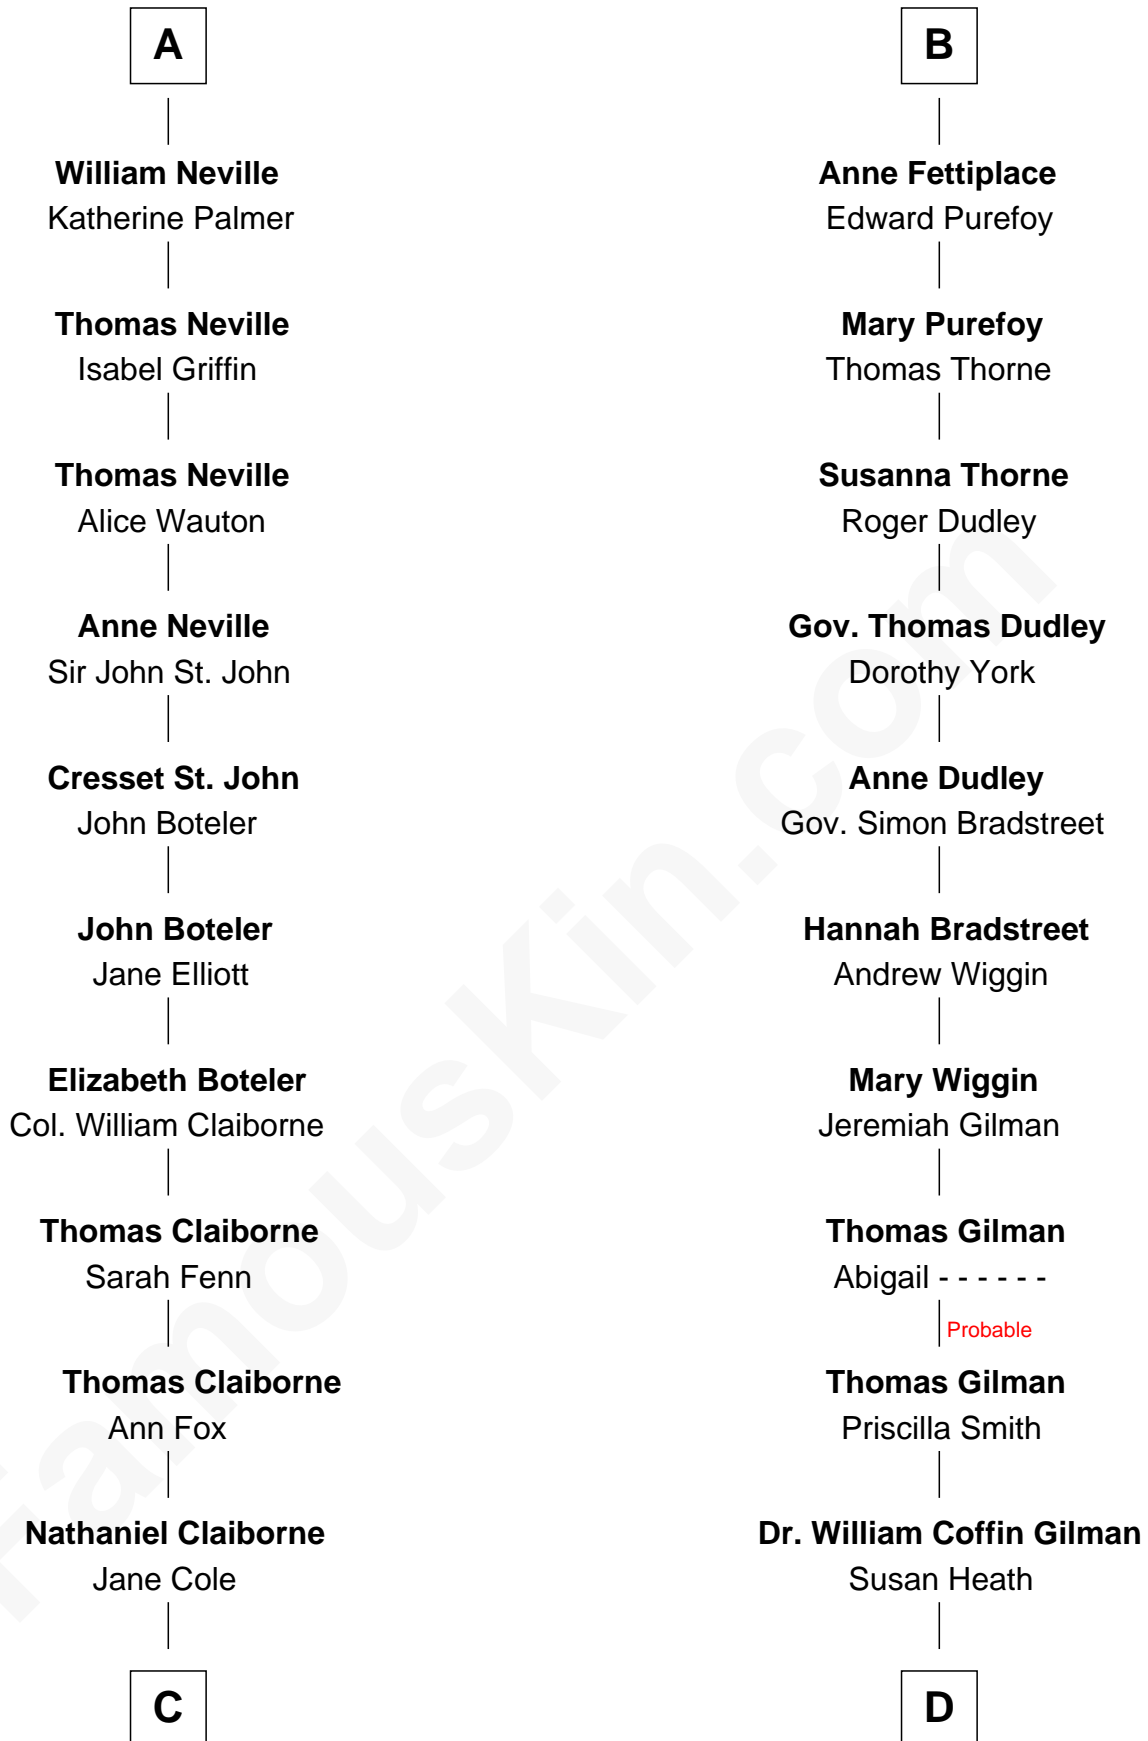 A
William Neville
Katherine Palmer
Thomas Neville
Isabel Griffin
Thomas Neville
Alice Wauton
Anne Neville
Sir John St. John
Cresset St. John
John Boteler
John Boteler
Jane Elliott
Elizabeth Boteler
Col. William Claiborne
Thomas Claiborne
Sarah Fenn
Thomas Claiborne
Ann Fox
Nathaniel Claiborne
Jane Cole
C
B
Anne Fettiplace
Edward Purefoy
Mary Purefoy
Thomas Thorne
Susanna Thorne
Roger Dudley
Gov. Thomas Dudley
Dorothy York
Anne Dudley
Gov. Simon Bradstreet
Hannah Bradstreet
Andrew Wiggin
Mary Wiggin
Jeremiah Gilman
Thomas Gilman
Abigail - - - - - -
Probable
Thomas Gilman
Priscilla Smith
Dr. William Coffin Gilman
Susan Heath
D
FamousKin.com